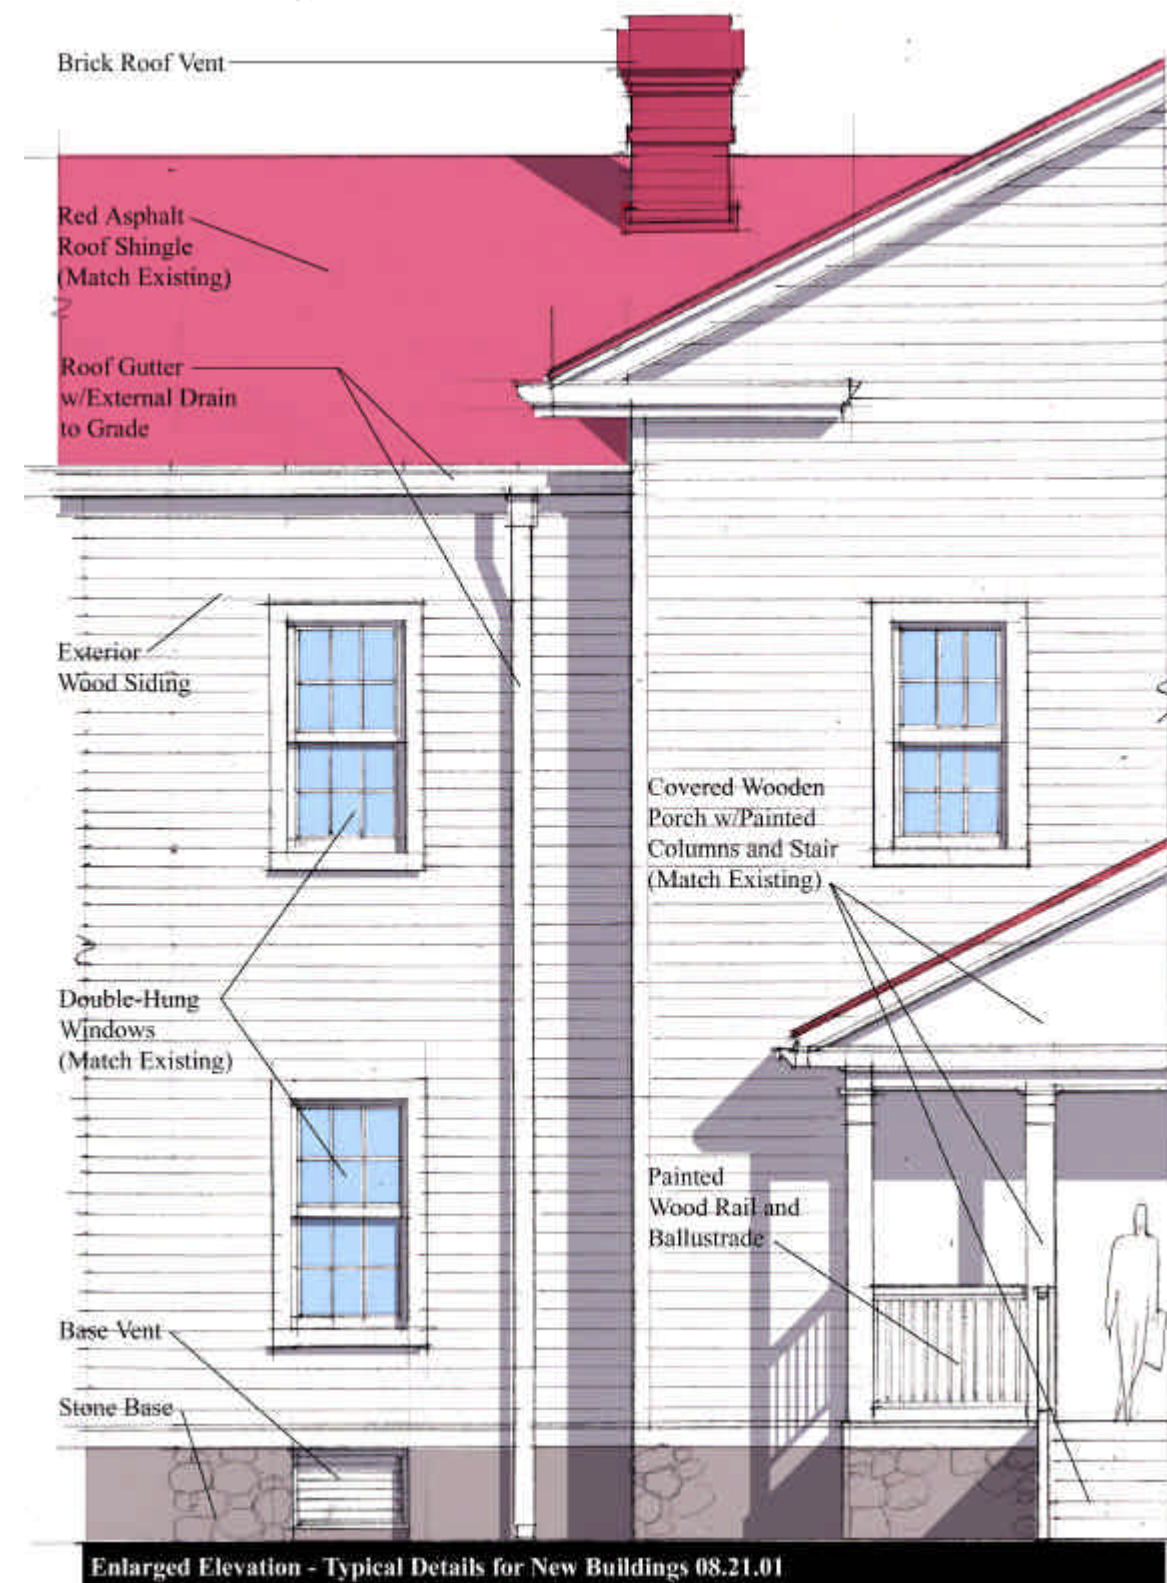 Brick Roof Vent
Red Asphalt
Roof Shingle
(Match Existing)
Roof Gutter
w/External Drain
to Grade
Exterior
Wood Siding
Covered Wooden
Porch w/Painted
Columns and Stair
(Match Existing)
Double-Hung
Windows
(Match Existing)
Painted
Wood Rail and
Ballustrade
Base Vent
Stone Base
Enlarged Elevation - Typical Details for New Buildings 08.21.01